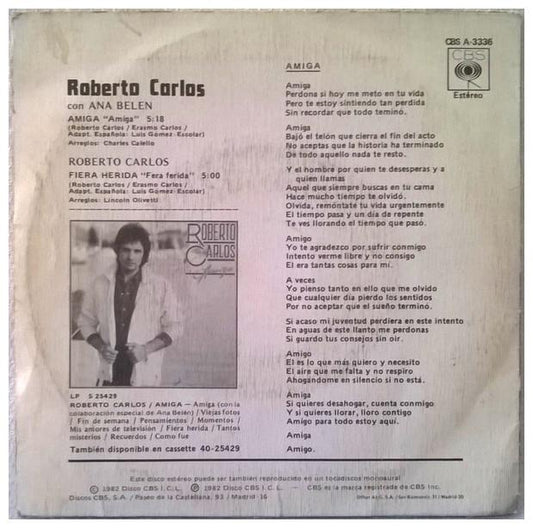 CBS A-3336
CBS
Estéreo
Roberto Carlos
con ANA BELEN
AMIGA "Amiga" 5:18
(Roberto Carlos / Erasmo Carlos /
Adapt. Española: Luis Gómez-Escolar)
Arreglos: Charles Calello
ROBERTO CARLOS
FIERA HERIDA "Fera ferida" 5:00
(Roberto Carlos / Erasmo Carlos /
Adapt. Española: Luis Gómez-Escolar)
Arreglos: Lincoln Olivetti
ROBERTO
CARLOS
Amiga
LP S 25429
ROBERTO CARLOS / AMIGA — Amiga (con la
colaboración especial de Ana Belén) / Viejas fotos
/ Fin de semana / Pensamientos / Momentos /
Mis amores de televisión / Fiera herida / Tantos
misterios / Recuerdos / Como fue
También disponible en cassette 40-25429
AMIGA
Amiga
Perdona si hoy me meto en tu vida
Pero te estoy sintiendo tan perdida
Sin recordar que todo terminó.
Amiga
Bajó el telón que cierra el fin del acto
No aceptas que la historia ha terminado
De todo aquello nada te resto.
Y el hombre por quien te desesperas y a
quien llamas
Aquel que siempre buscas en tu cama
Hace mucho tiempo te olvidó.
Olvida, remóntate tu vida urgentemente
El tiempo pasa y un día de repente
Te ves llorando el tiempo que pasó.
Amigo
Yo te agradezco por sufrir conmigo
Intento verme libre y no consigo
El era tantas cosas para mí.
A veces
Yo pienso tanto en ello que me olvido
Que cualquier día pierdo los sentidos
Por no aceptar que el sueño terminó.
Si acaso mi juventud perdiera en este intento
En aguas de este llanto me perdonas
Si guardo tus consejos sin oír.
Amigo
El es lo que más quiero y necesito
El aire que me falta y no respiro
Ahogándome en silencio si no está.
Amiga
Si quieres desahogar, cuenta conmigo
Y si quieres llorar, lloro contigo
Amigo para todo estoy aquí.
Amiga
Amigo.
Este disco estéreo puede ser también reproducido en un tocadiscos monoaural
Ⓒ 1982 Disco CBS I.C.L. Ⓟ 1982 Disco CBS I.C.L. — CBS es la marca registrada de CBS Inc.
Discos CBS, S.A. / Paseo de la Castellana, 93 / Madrid-16